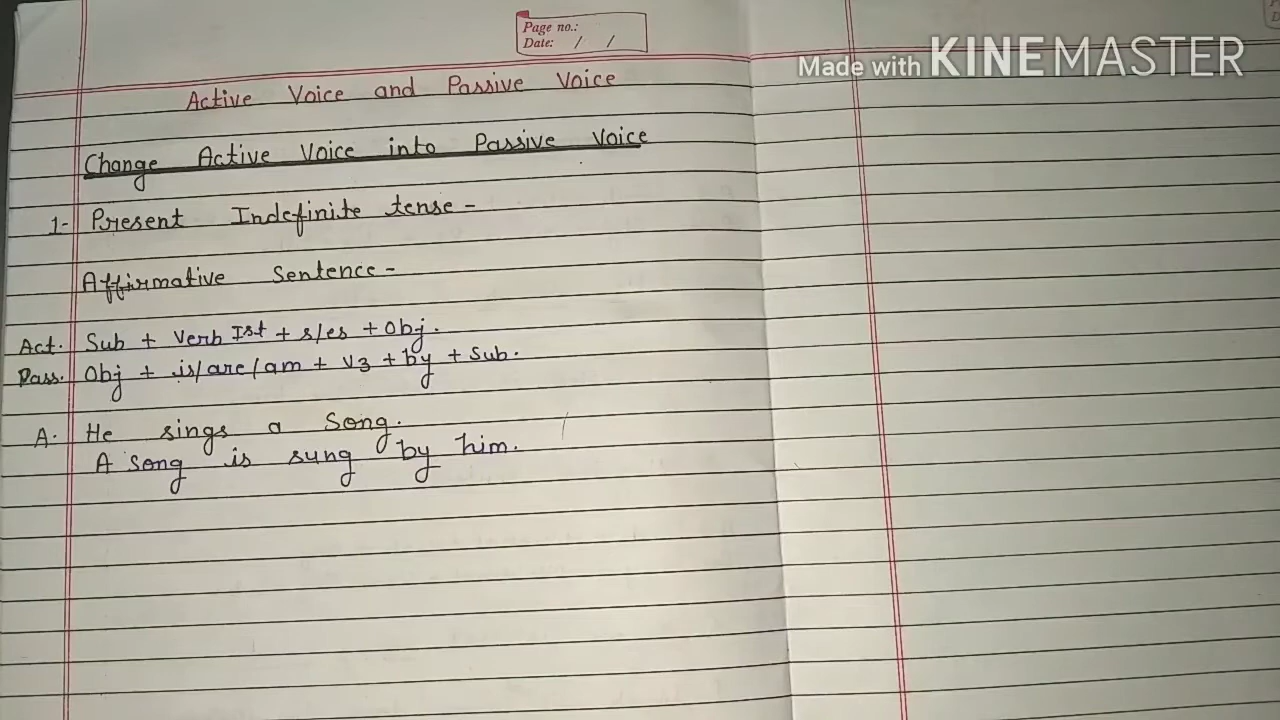 Page no.:
Date: / /
Made with KINEMASTER
Active Voice and Passive Voice
Change Active Voice into Passive Voice
1- Present Indefinite tense -
Affirmative Sentence -
Act. Sub + Verb Ist + s/es + Obj.
Pass. Obj + is/are/am + V3 + by + Sub.
A. He sings a Song.
A Song is sung by him.